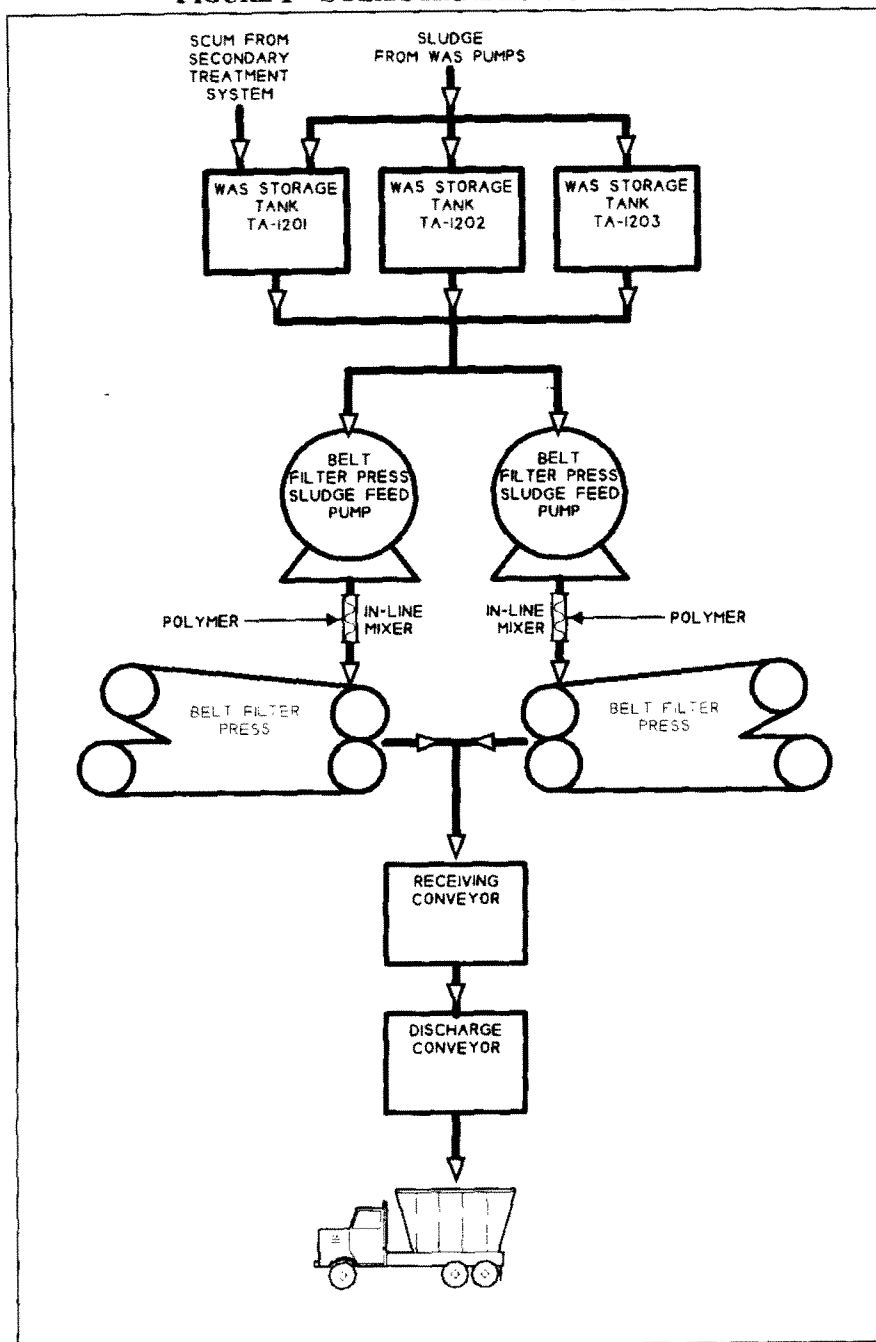 SCUM FROM
SECONDARY
TREATMENT
SYSTEM
SLUDGE
FROM WAS PUMPS
WAS STORAGE
TANK
TA-1201
WAS STORAGE
TANK
TA-1202
WAS STORAGE
TANK
TA-1203
BELT
FILTER PRESS
SLUDGE FEED
PUMP
BELT
FILTER PRESS
SLUDGE FEED
PUMP
POLYMER
IN-LINE
MIXER
IN-LINE
MIXER
POLYMER
BELT FILTER
PRESS
BELT FILTER
PRESS
RECEIVING
CONVEYOR
DISCHARGE
CONVEYOR